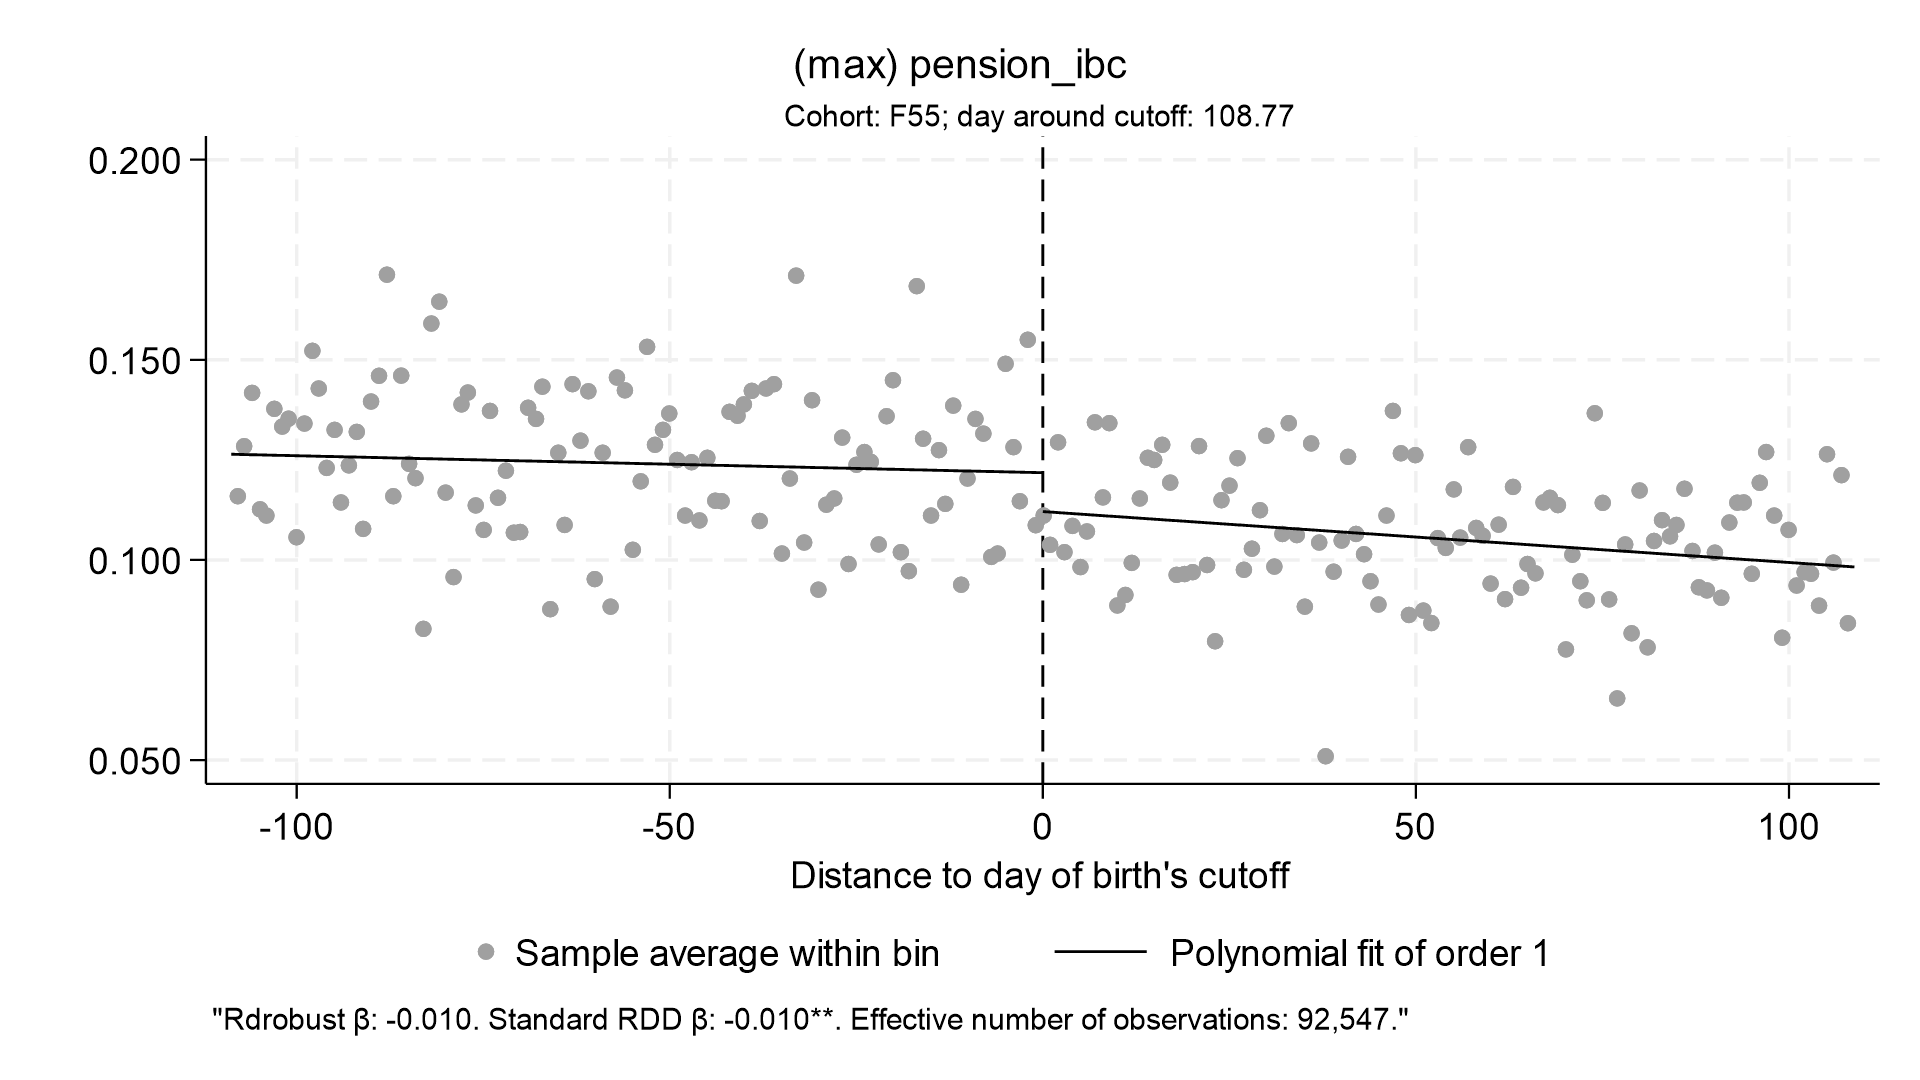 (max) pension_ibc
Cohort: F55; day around cutoff: 108.77
0.200
0.150
0.100
0.050
-100 -50 0 50 100
Distance to day of birth's cutoff
Sample average within bin Polynomial fit of order 1
"Rdrobust β: -0.010. Standard RDD β: -0.010**. Effective number of observations: 92,547."